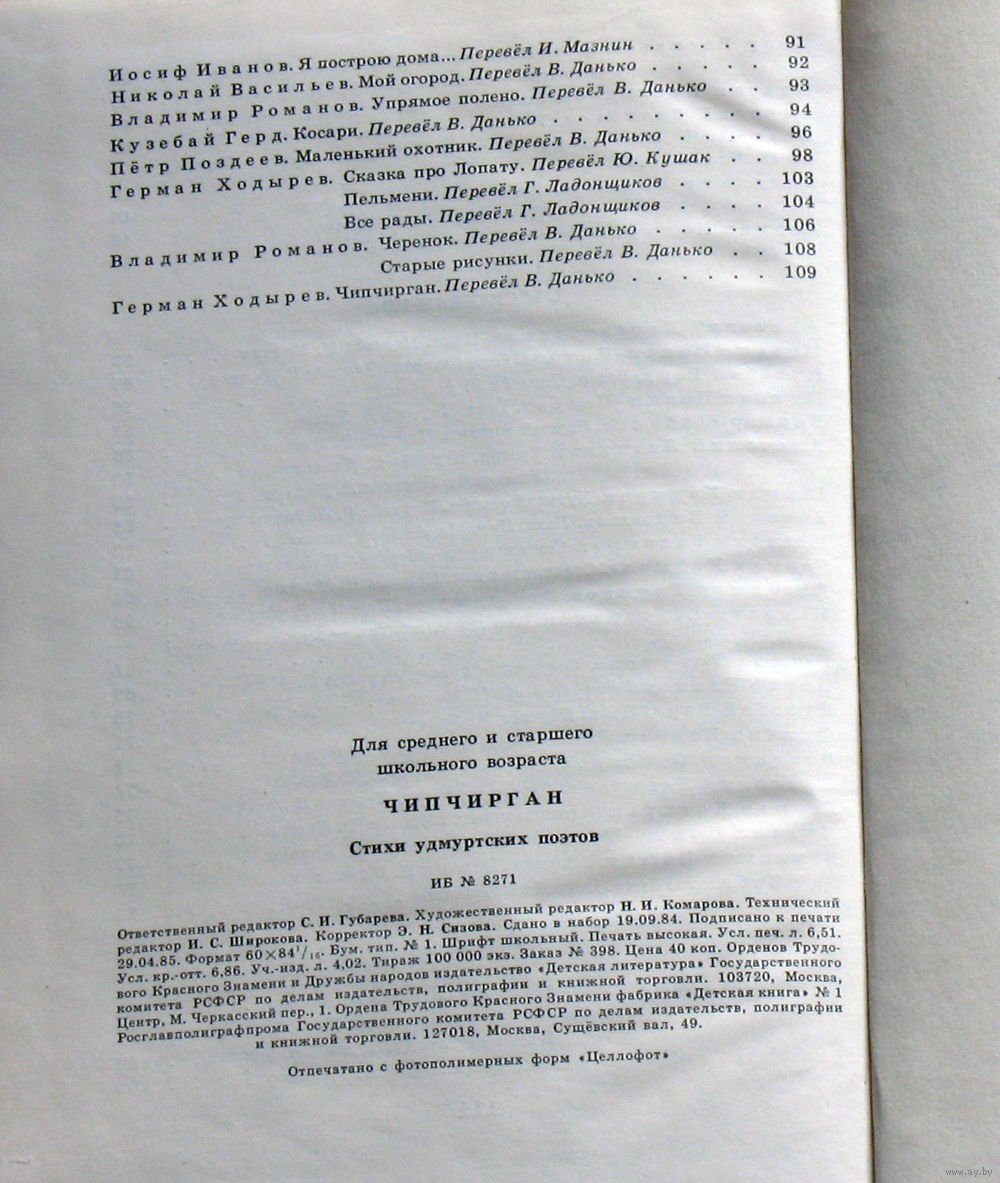 Иосиф Иванов. Я построю дома... Перевёл И. Мазнин . . . . . 91
Николай Васильев. Мой огород. Перевёл В. Данько . . . . . 92
Владимир Романов. Упрямое полено. Перевёл В. Данько . . 93
Кузебай Герд. Косари. Перевёл В. Данько . . . . . . . . . 94
Пётр Поздеев. Маленький охотник. Перевёл В. Данько . . . . 96
Герман Ходырев. Сказка про Лопату. Перевёл Ю. Кушак . . 98
Пельмени. Перевёл Г. Ладонщиков . . . . 103
Все рады. Перевёл Г. Ладонщиков . . . . 104
Владимир Романов. Черенок. Перевёл В. Данько . . . . . 106
Старые рисунки. Перевёл В. Данько . . 108
Герман Ходырев. Чипчирган. Перевёл В. Данько . . . . . . 109
Для среднего и старшего
школьного возраста
ЧИПЧИРГАН
Стихи удмуртских поэтов
ИБ № 8271
Ответственный редактор С. И. Губарева. Художественный редактор Н. И. Комарова. Технический
редактор И. С. Широкова. Корректор Э. Н. Сизова. Сдано в набор 19.09.84. Подписано к печати
29.04.85. Формат 60×84 1/16. Бум. тип. № 1. Шрифт школьный. Печать высокая. Усл. печ. л. 6,51.
Усл. кр.-отт. 6,86. Уч.-изд. л. 4,02. Тираж 100 000 экз. Заказ № 398. Цена 40 коп. Орденов Трудо-
вого Красного Знамени и Дружбы народов издательство «Детская литература» Государственного
комитета РСФСР по делам издательств, полиграфии и книжной торговли. 103720, Москва,
Центр, М. Черкасский пер., 1. Ордена Трудового Красного Знамени фабрика «Детская книга» № 1
Росглавполиграфпрома Государственного комитета РСФСР по делам издательств, полиграфии
и книжной торговли. 127018, Москва, Сущёвский вал, 49.
Отпечатано с фотополимерных форм «Целлофот»
www.ay.by